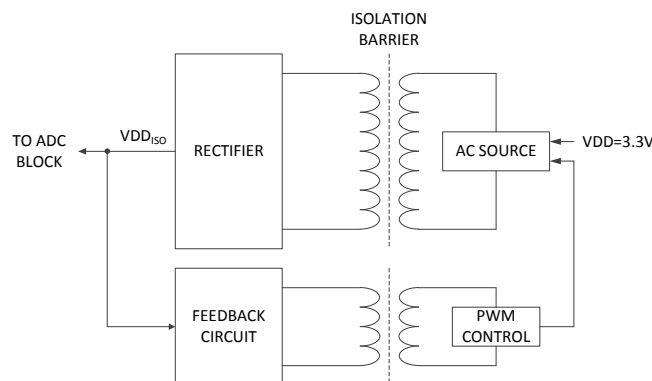 ISOLATION
BARRIER
TO ADC
BLOCK
VDDISO
RECTIFIER
AC SOURCE
VDD=3.3V
FEEDBACK
CIRCUIT
PWM
CONTROL